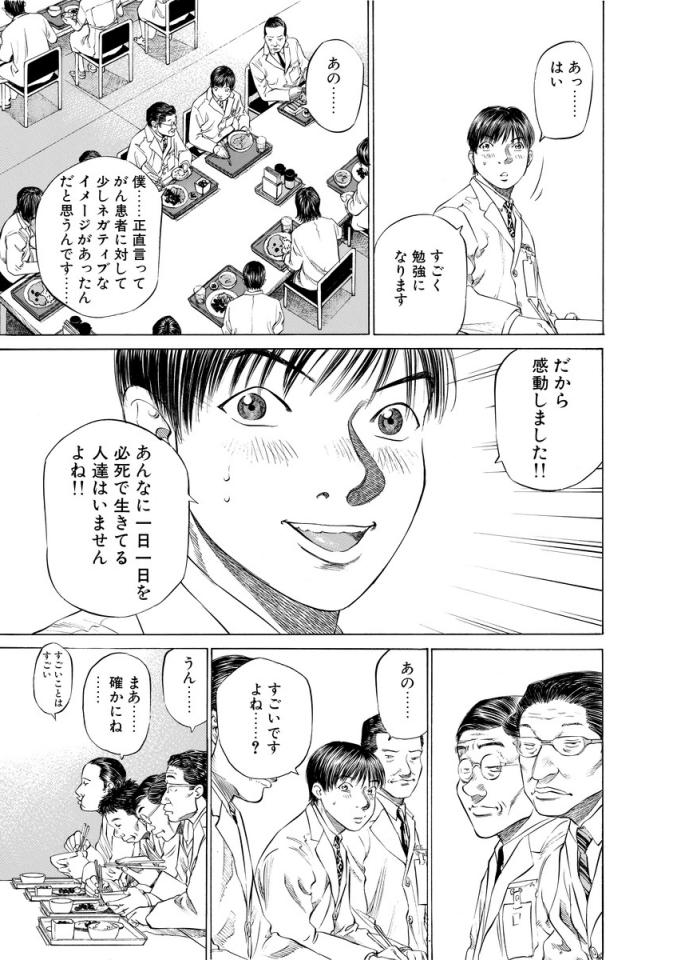 あっ……
はい
すごく
勉強に
なります
あの…
僕……正直言って
がん患者に対して
少しネガティブな
イメージがあったん
だと思うんです……
だから
感動しました!!
あんなに一日一日を
必死で生きてる
人達はいません
よね!!
あの……
すごいです
よね……?
うん……
まあ……
確かにね
……
すごいことは
すごい